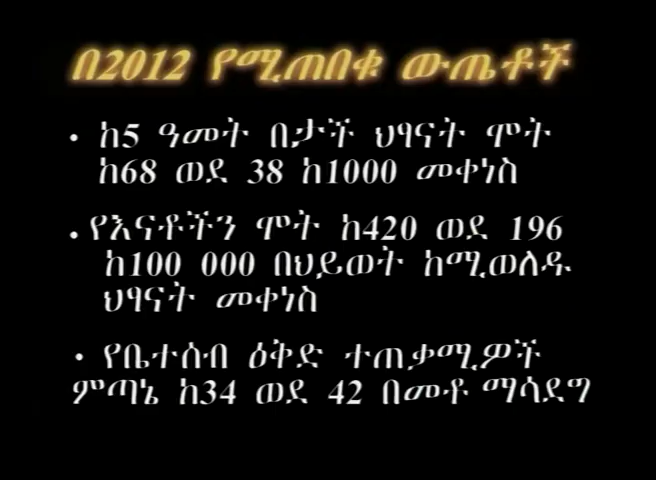 በ2012 የሚጠበቁ ውጤቶች
• ከ5 ዓመት በታች ህፃናት ሞት
ከ68 ወደ 38 ከ1000 መቀነስ
• የእናቶችን ሞት ከ420 ወደ 196
ከ100 000 በህይወት ከሚወለዱ
ህፃናት መቀነስ
• የቤተሰብ ዕቅድ ተጠቃሚዎች
ምጣኔ ከ34 ወደ 42 በመቶ ማሳደግ